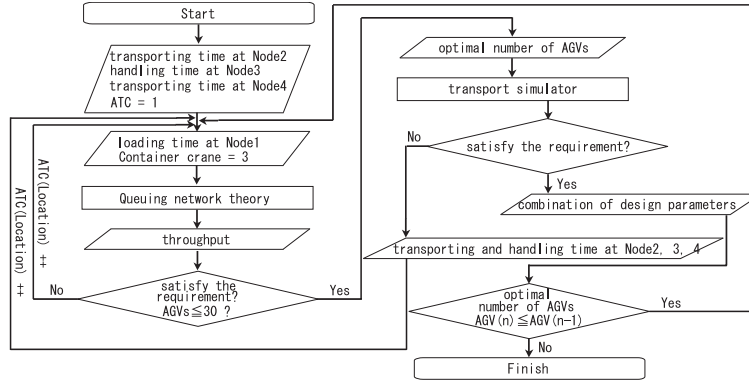 Start
transporting time at Node2
handling time at Node3
transporting time at Node4
ATC = 1
loading time at Node1
Container crane = 3
Queuing network theory
throughput
satisfy the
requirement?
AGVs≦30 ?
No
Yes
ATC(Location) ++
ATC(Location) ++
optimal number of AGVs
transport simulator
satisfy the requirement?
No
Yes
combination of design parameters
transporting and handling time at Node2, 3, 4
optimal
number of AGVs
AGV(n)≦AGV(n-1)
Yes
No
Finish